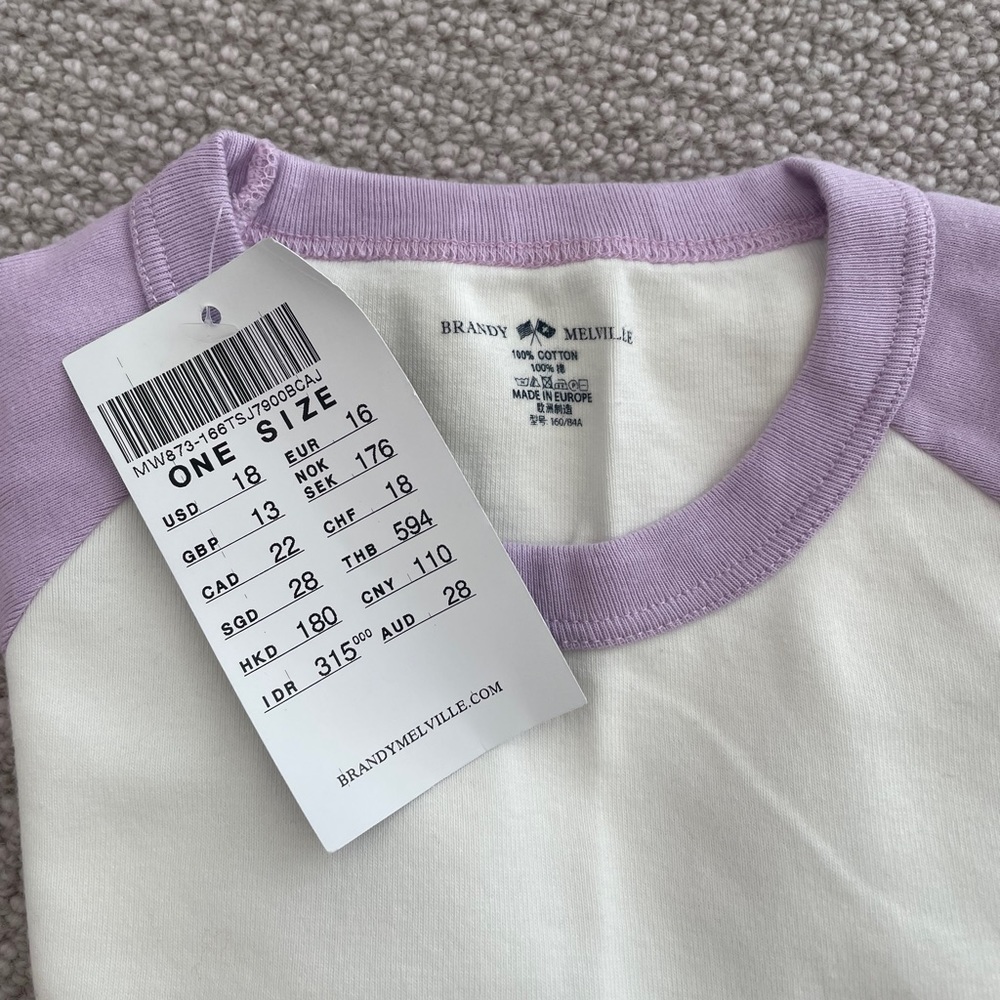 MW873-166TSJ7900BCAJ
ONE SIZE
USD 18 EUR 16
GBP 13 NOK SEK 176
CAD 22 CHF 18
SGD 28 THB 594
HKD 180 CNY 110
IDR 315000 AUD 28
BRANDYMELVILLE.COM
BRANDY MELVILLE
100% COTTON
100% 棉
MADE IN EUROPE
欧洲制造
型号: 160/84A